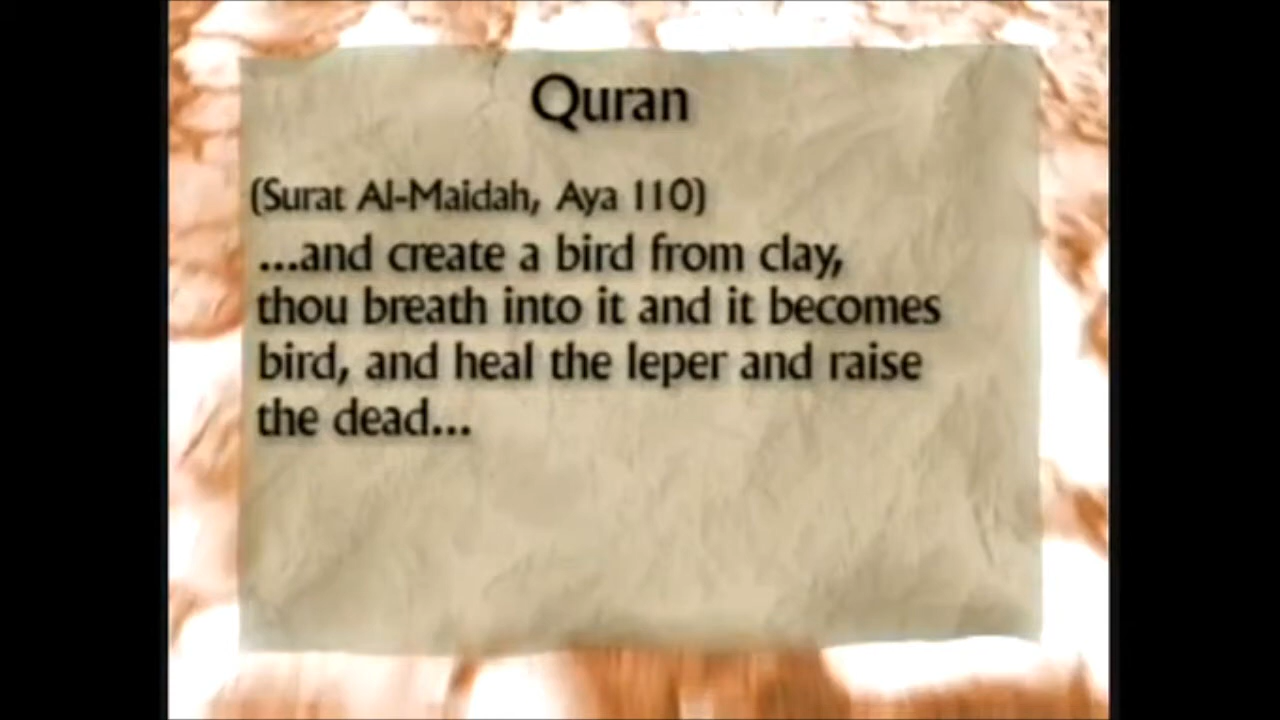 Quran
(Surat Al-Maidah, Aya 110)
...and create a bird from clay,
thou breath into it and it becomes
bird, and heal the leper and raise
the dead...